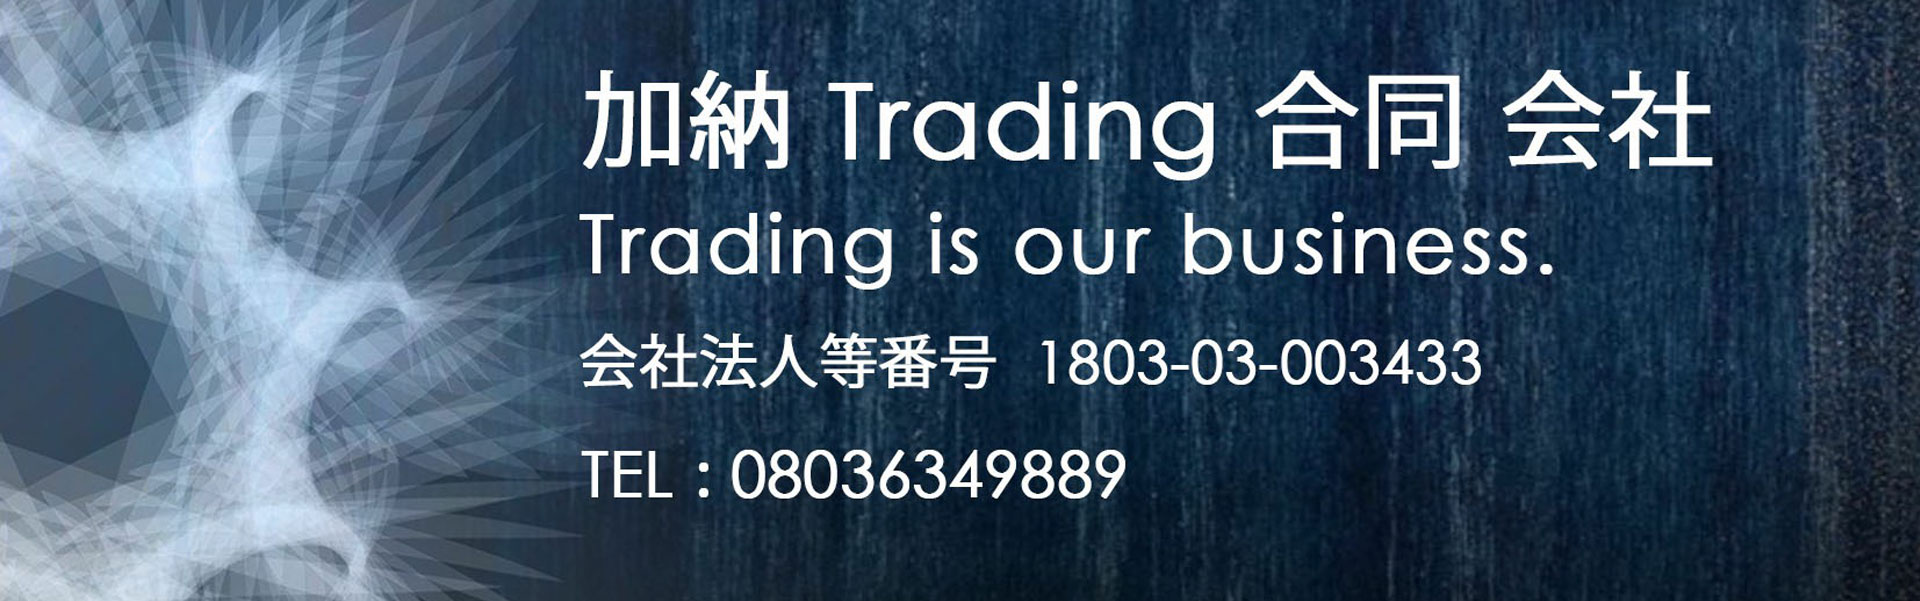 加納 Trading 合同 会社
Trading is our business.
会社法人等番号 1803-03-003433
TEL : 08036349889